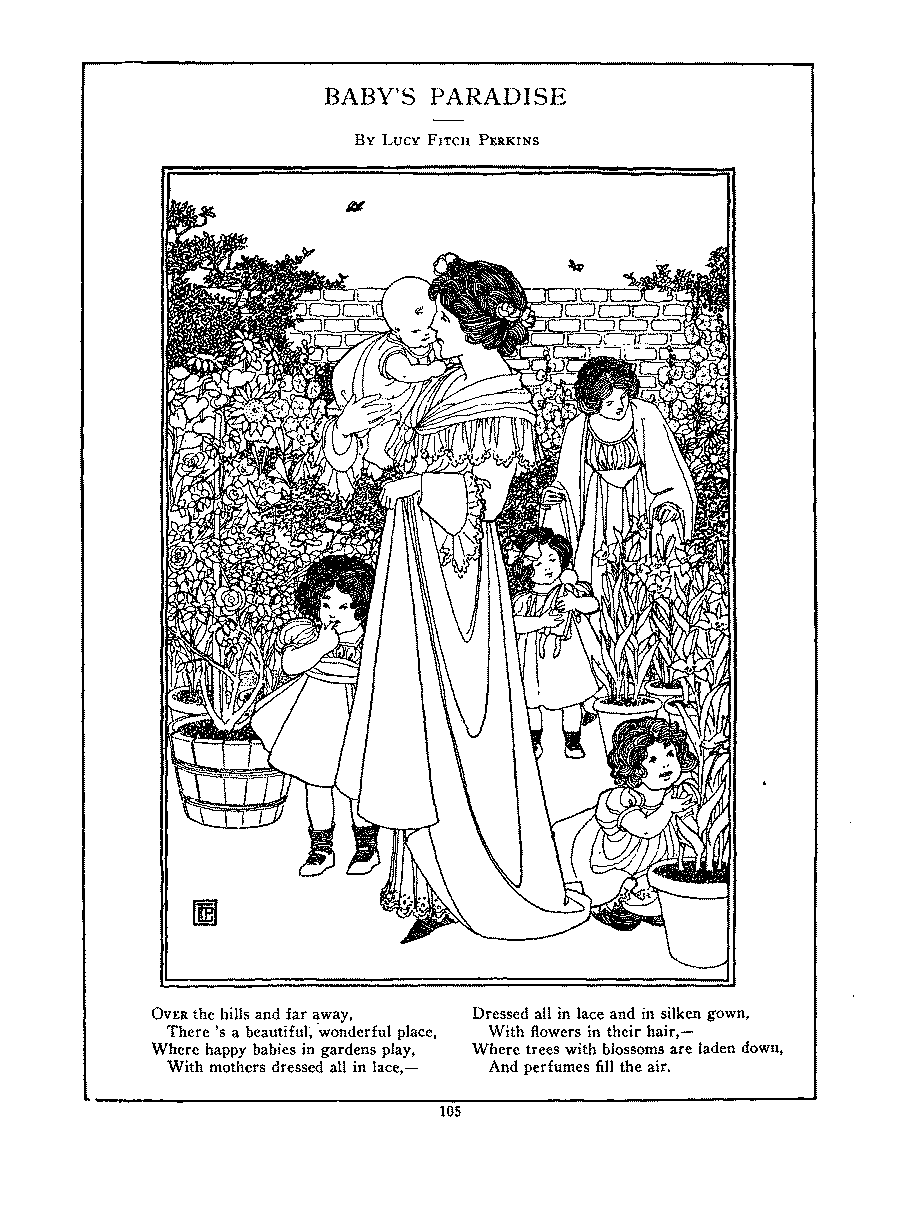 BABY'S PARADISE
BY LUCY FITCH PERKINS
OVER the hills and far away,
There 's a beautiful, wonderful place,
Where happy babies in gardens play,
With mothers dressed all in lace,—
Dressed all in lace and in silken gown,
With flowers in their hair,—
Where trees with blossoms are laden down,
And perfumes fill the air.
105